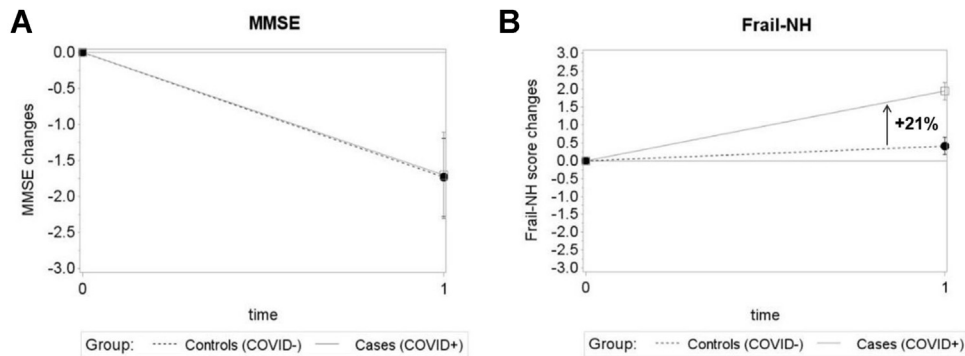 A
MMSE
MMSE changes
0.0
-0.5
-1.0
-1.5
-2.0
-2.5
-3.0
0
1
time
Group: Controls (COVID-) Cases (COVID+)
B
Frail-NH
Frail-NH score changes
3.0
2.5
2.0
1.5
1.0
0.5
0.0
-0.5
-1.0
-1.5
-2.0
-2.5
-3.0
+21%
0
1
time
Group: Controls (COVID-) Cases (COVID+)